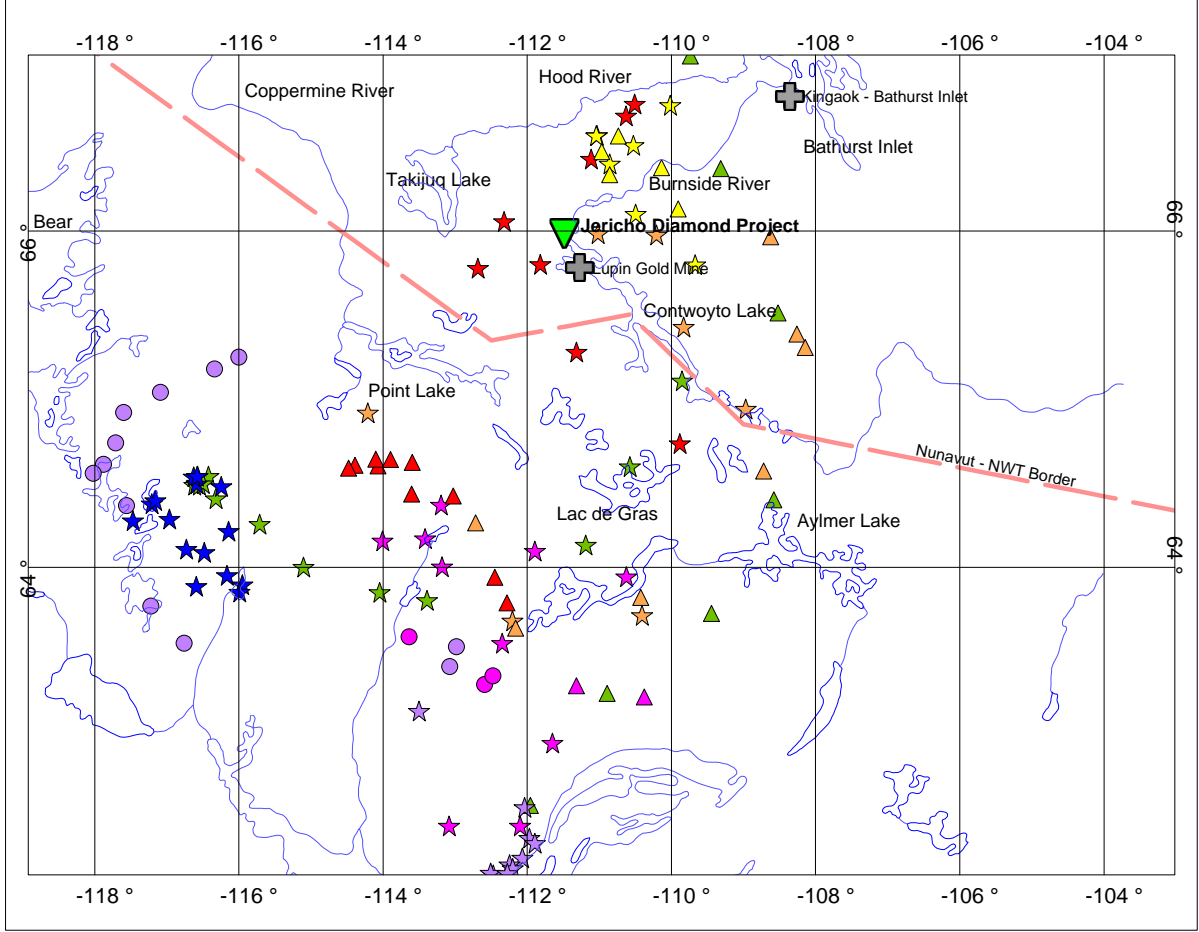 -118 ° -116 ° -114 ° -112 ° -110 ° -108 ° -106 ° -104 °
Hood River
Coppermine River
Kingaok - Bathurst Inlet
Bathurst Inlet
Takijuq Lake
Burnside River
Bear
Jericho Diamond Project
66 ° 66 °
Lupin Gold Mine
Contwoyto Lake
Point Lake
Nunavut - NWT Border
Lac de Gras
Aylmer Lake
64 ° 64 °
-118 ° -116 ° -114 ° -112 ° -110 ° -108 ° -106 ° -104 °